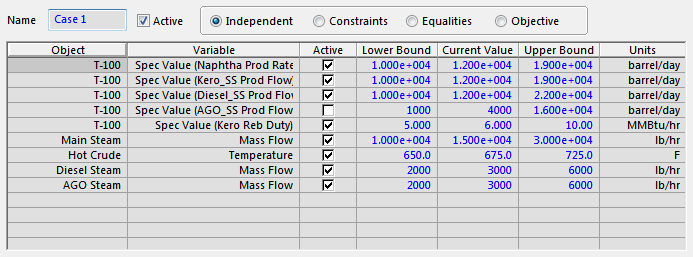 Name Case 1 Active Independent Constraints Equalities Objective
Object Variable Active Lower Bound Current Value Upper Bound Units
T-100 Spec Value (Naphtha Prod Rate 1.000e+004 1.200e+004 1.900e+004 barrel/day
T-100 Spec Value (Kero_SS Prod Flow) 1.000e+004 1.200e+004 1.900e+004 barrel/day
T-100 Spec Value (Diesel_SS Prod Flow 1.000e+004 1.200e+004 2.200e+004 barrel/day
T-100 Spec Value (AGO_SS Prod Flow 1000 4000 1.600e+004 barrel/day
T-100 Spec Value (Kero Reb Duty) 5.000 6.000 10.00 MMBtu/hr
Main Steam Mass Flow 1.000e+004 1.500e+004 3.000e+004 lb/hr
Hot Crude Temperature 650.0 675.0 725.0 F
Diesel Steam Mass Flow 2000 3000 6000 lb/hr
AGO Steam Mass Flow 2000 3000 6000 lb/hr